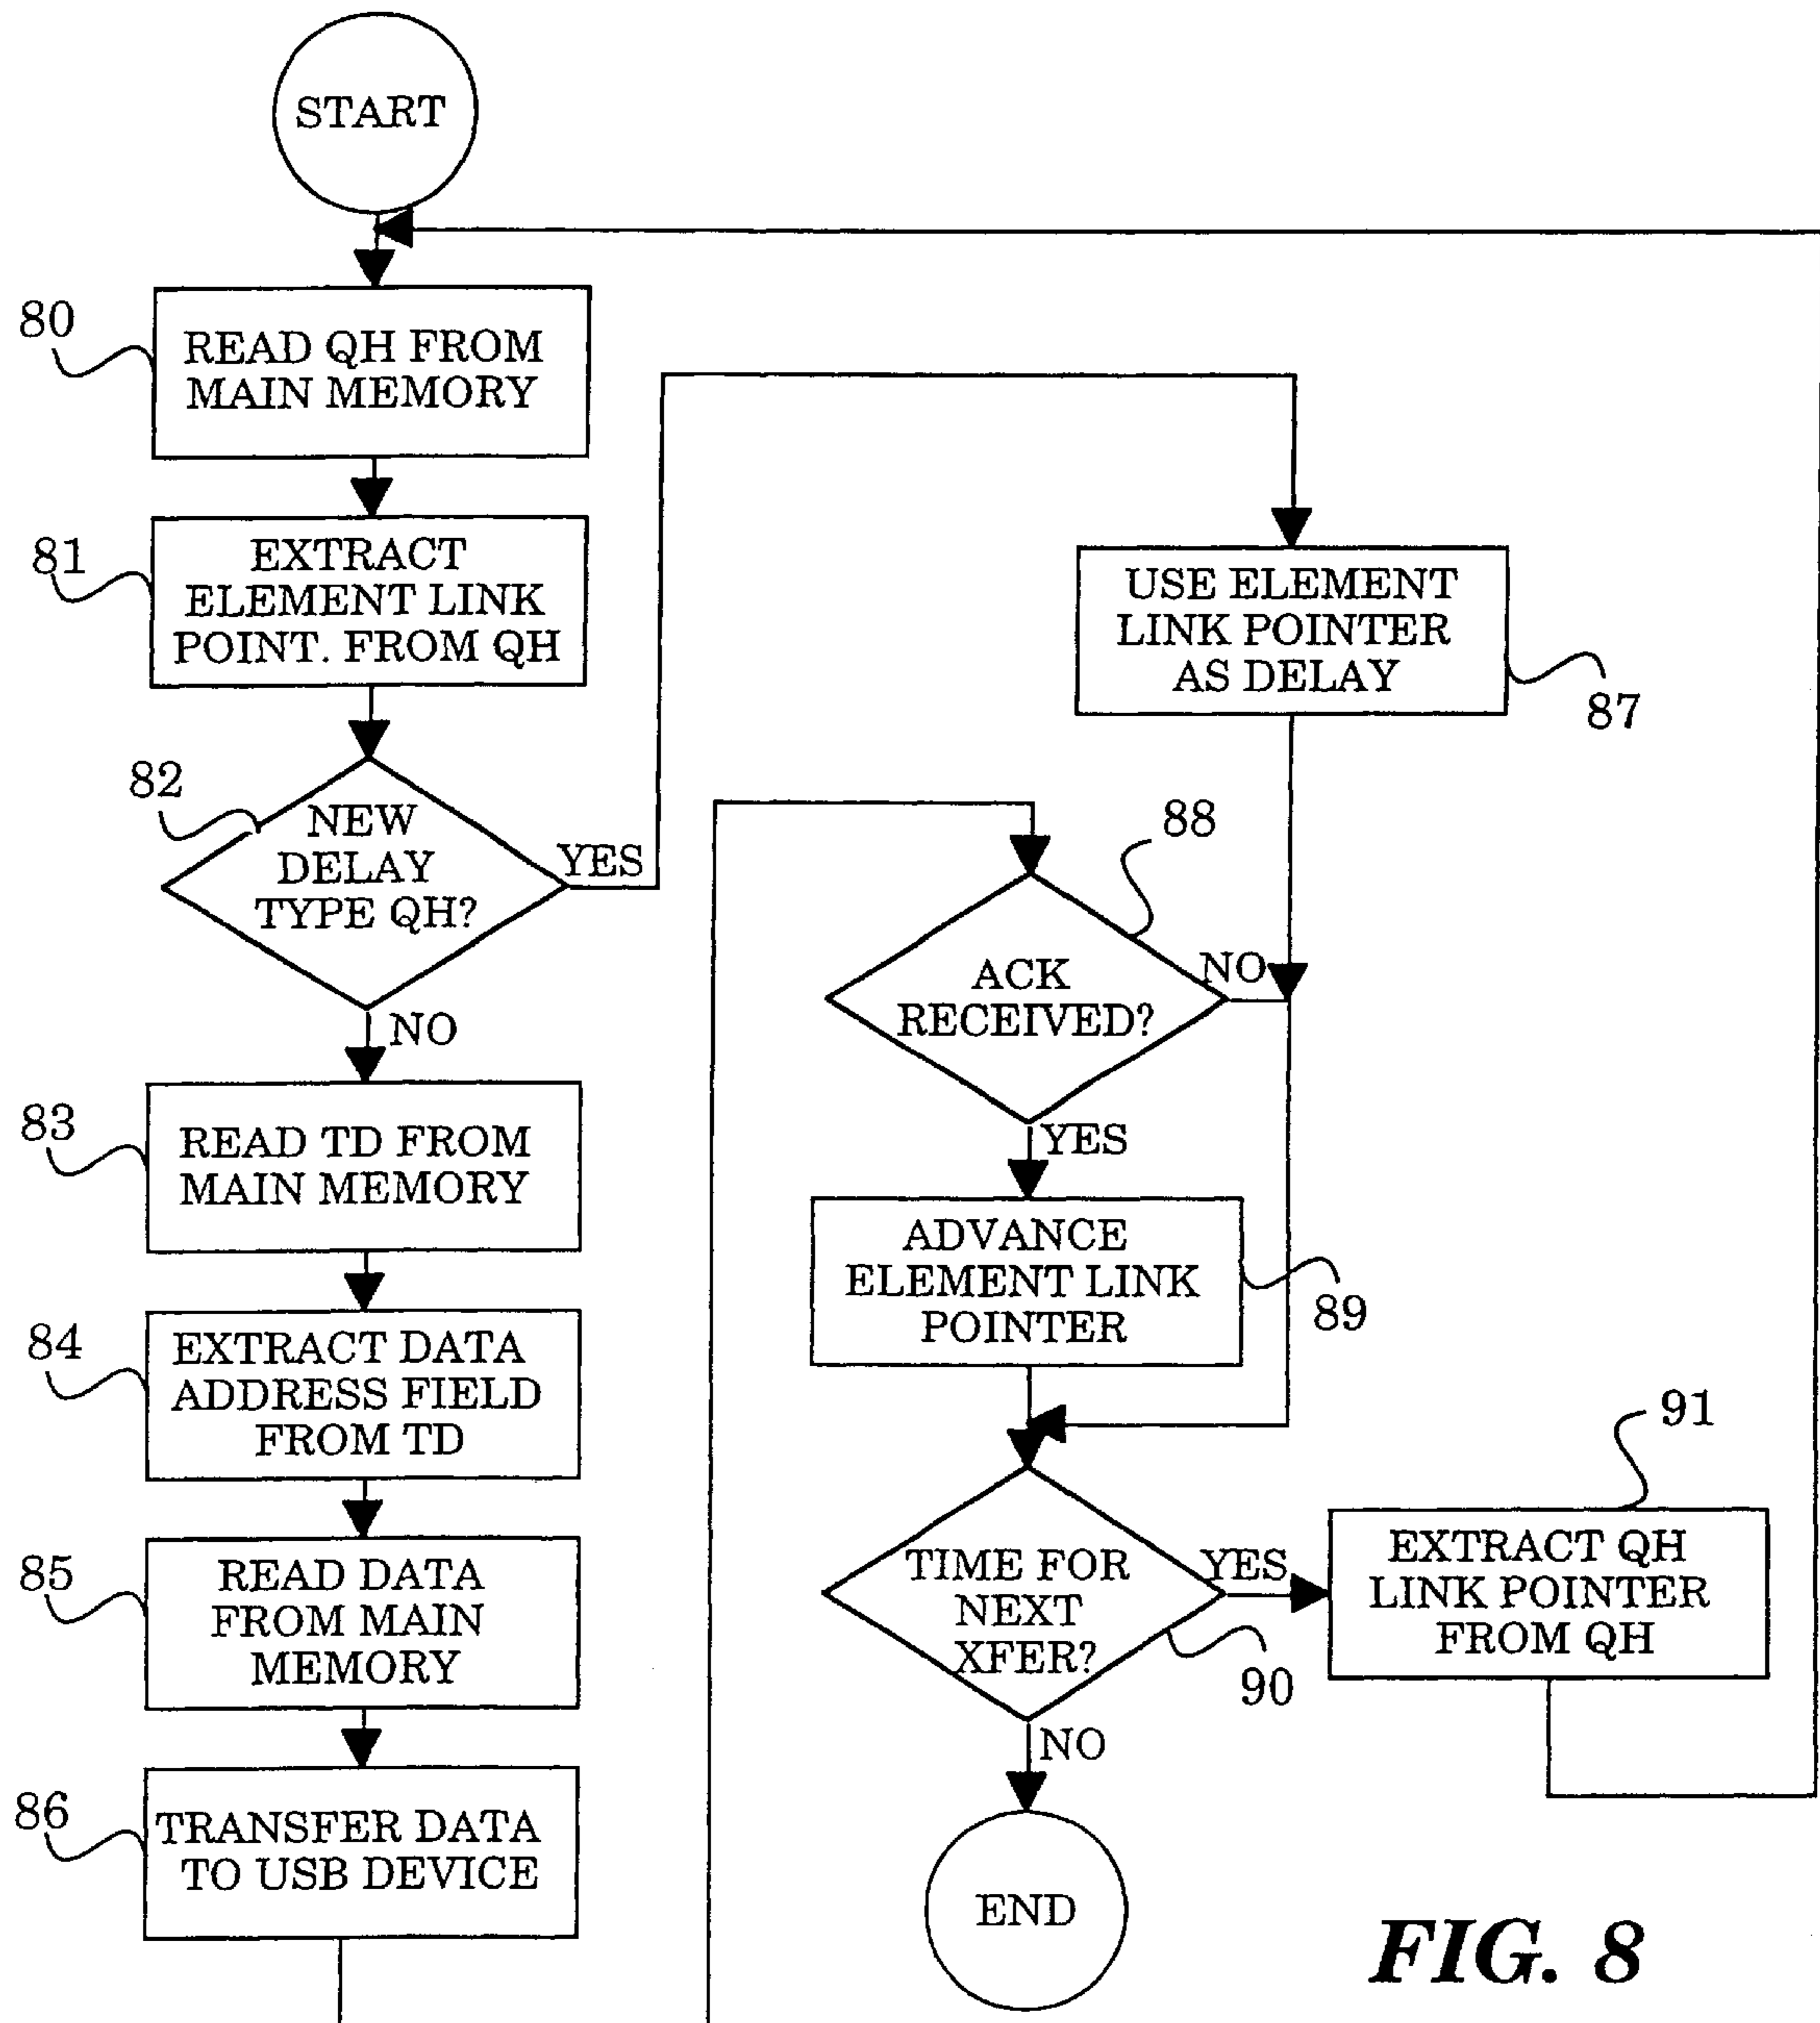 START
80
READ QH FROM
MAIN MEMORY
81
EXTRACT
ELEMENT LINK
POINT. FROM QH
82
NEW
DELAY
TYPE QH?
YES
NO
83
READ TD FROM
MAIN MEMORY
84
EXTRACT DATA
ADDRESS FIELD
FROM TD
85
READ DATA
FROM MAIN
MEMORY
86
TRANSFER DATA
TO USB DEVICE
USE ELEMENT
LINK POINTER
AS DELAY
87
88
ACK
RECEIVED?
NO
YES
ADVANCE
ELEMENT LINK
POINTER
89
TIME FOR
NEXT
XFER?
YES
90
NO
91
EXTRACT QH
LINK POINTER
FROM QH
END
FIG. 8